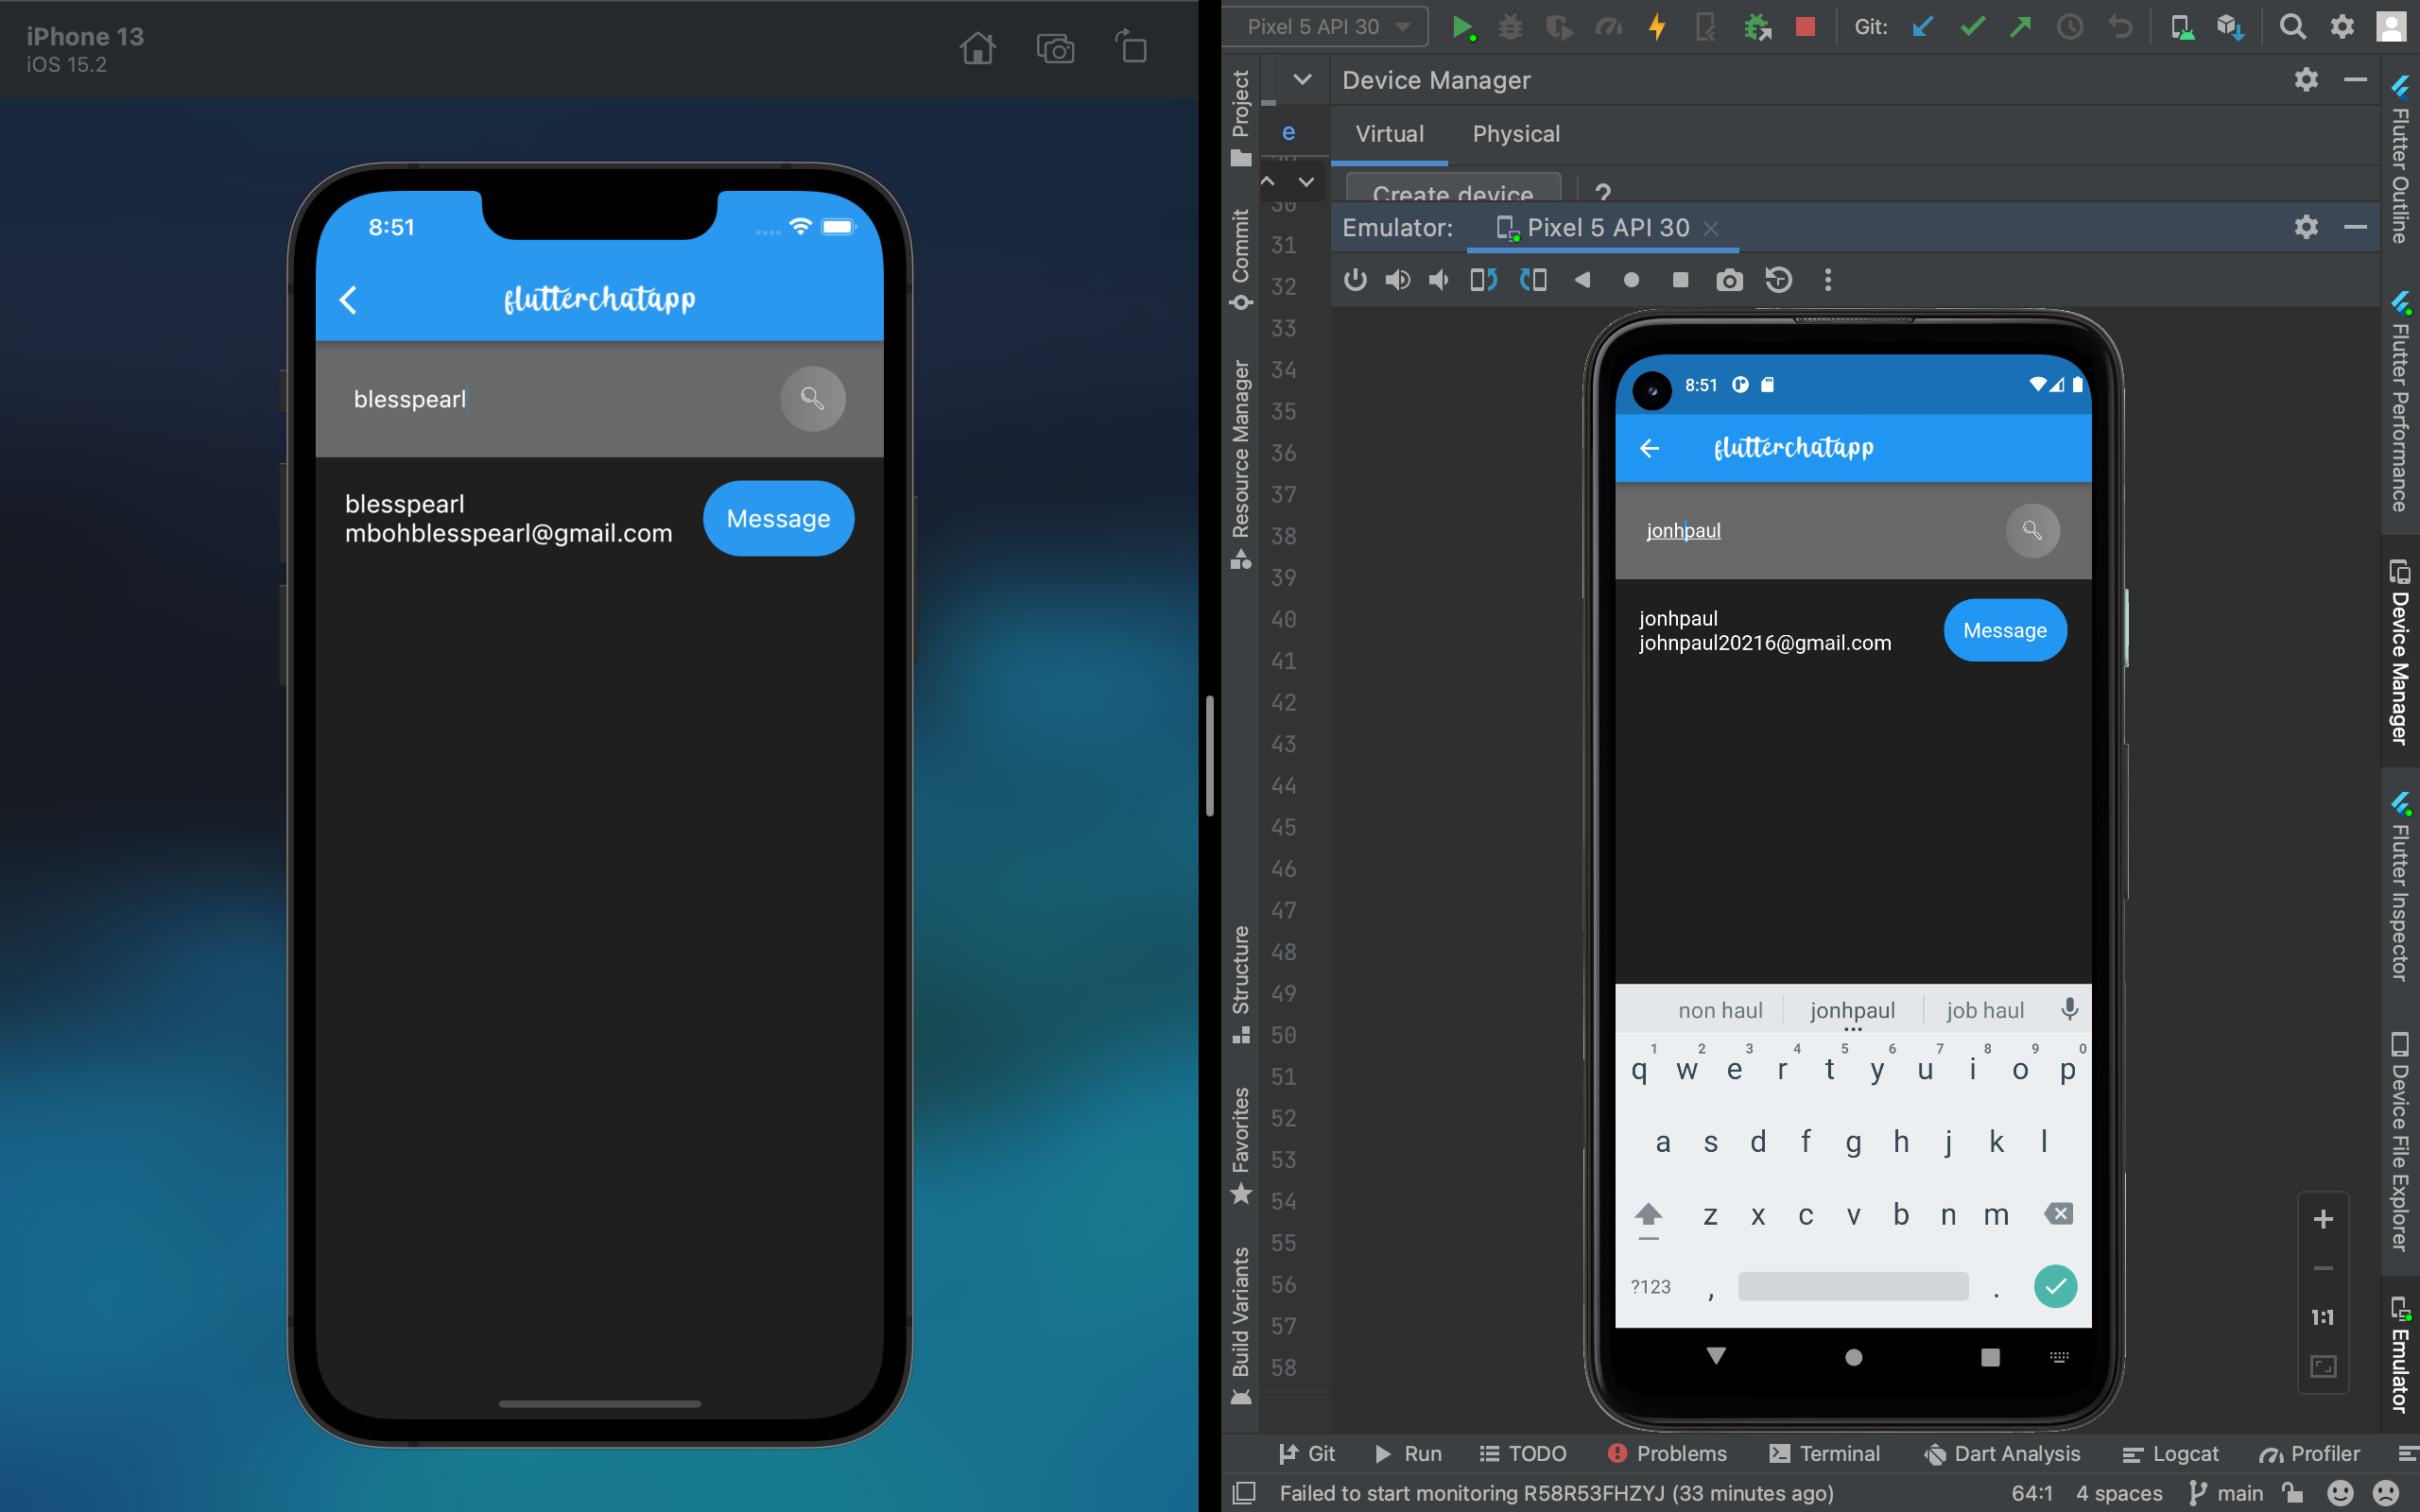 iPhone 13
iOS 15.2
8:51
flutterchatapp
blesspearl
blesspearl
mbohblesspearl@gmail.com
Message
Pixel 5 API 30
Git:
Project
Commit
Resource Manager
Structure
Favorites
Build Variants
e
Device Manager
Virtual
Physical
Create device
?
Emulator:
Pixel 5 API 30
30
31
32
33
34
35
36
37
38
39
40
41
42
43
44
45
46
47
48
49
50
51
52
53
54
55
56
57
58
8:51
flutterchatapp
jonhpaul
jonhpaul
johnpaul20216@gmail.com
Message
non haul
jonhpaul
job haul
1 2 3 4 5 6 7 8 9 0
q w e r t y u i o p
a s d f g h j k l
z x c v b n m
?123 , .
1:1
Flutter Outline
Flutter Performance
Device Manager
Flutter Inspector
Device File Explorer
Emulator
Git
Run
TODO
Problems
Terminal
Dart Analysis
Logcat
Profiler
Failed to start monitoring R58R53FHZYJ (33 minutes ago)
64:1
4 spaces
main